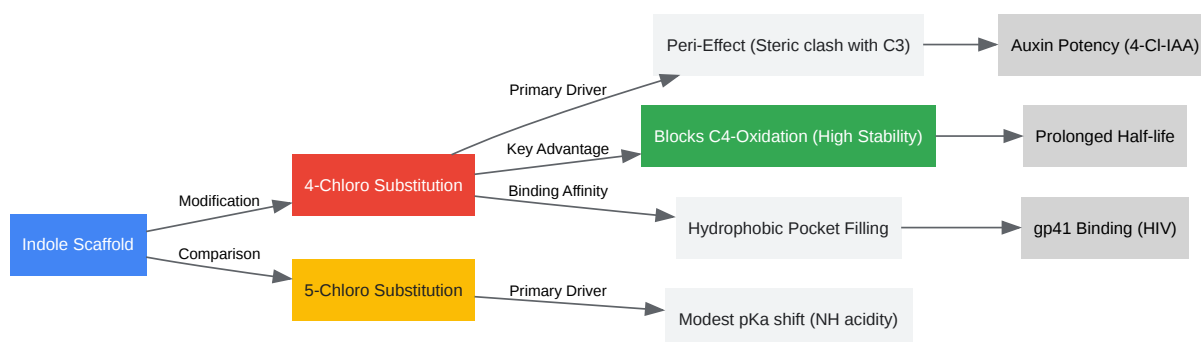 Peri-Effect (Steric clash with C3)
Auxin Potency (4-Cl-IAA)
Primary Driver
Blocks C4-Oxidation (High Stability)
Prolonged Half-life
Key Advantage
4-Chloro Substitution
Binding Affinity
Modification
Hydrophobic Pocket Filling
gp41 Binding (HIV)
Indole Scaffold
Comparison
5-Chloro Substitution
Primary Driver
Modest pKa shift (NH acidity)